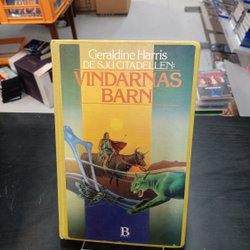 Geraldine Harris
DE SJU CITADELLEN:
VINDARNAS
BARN
B